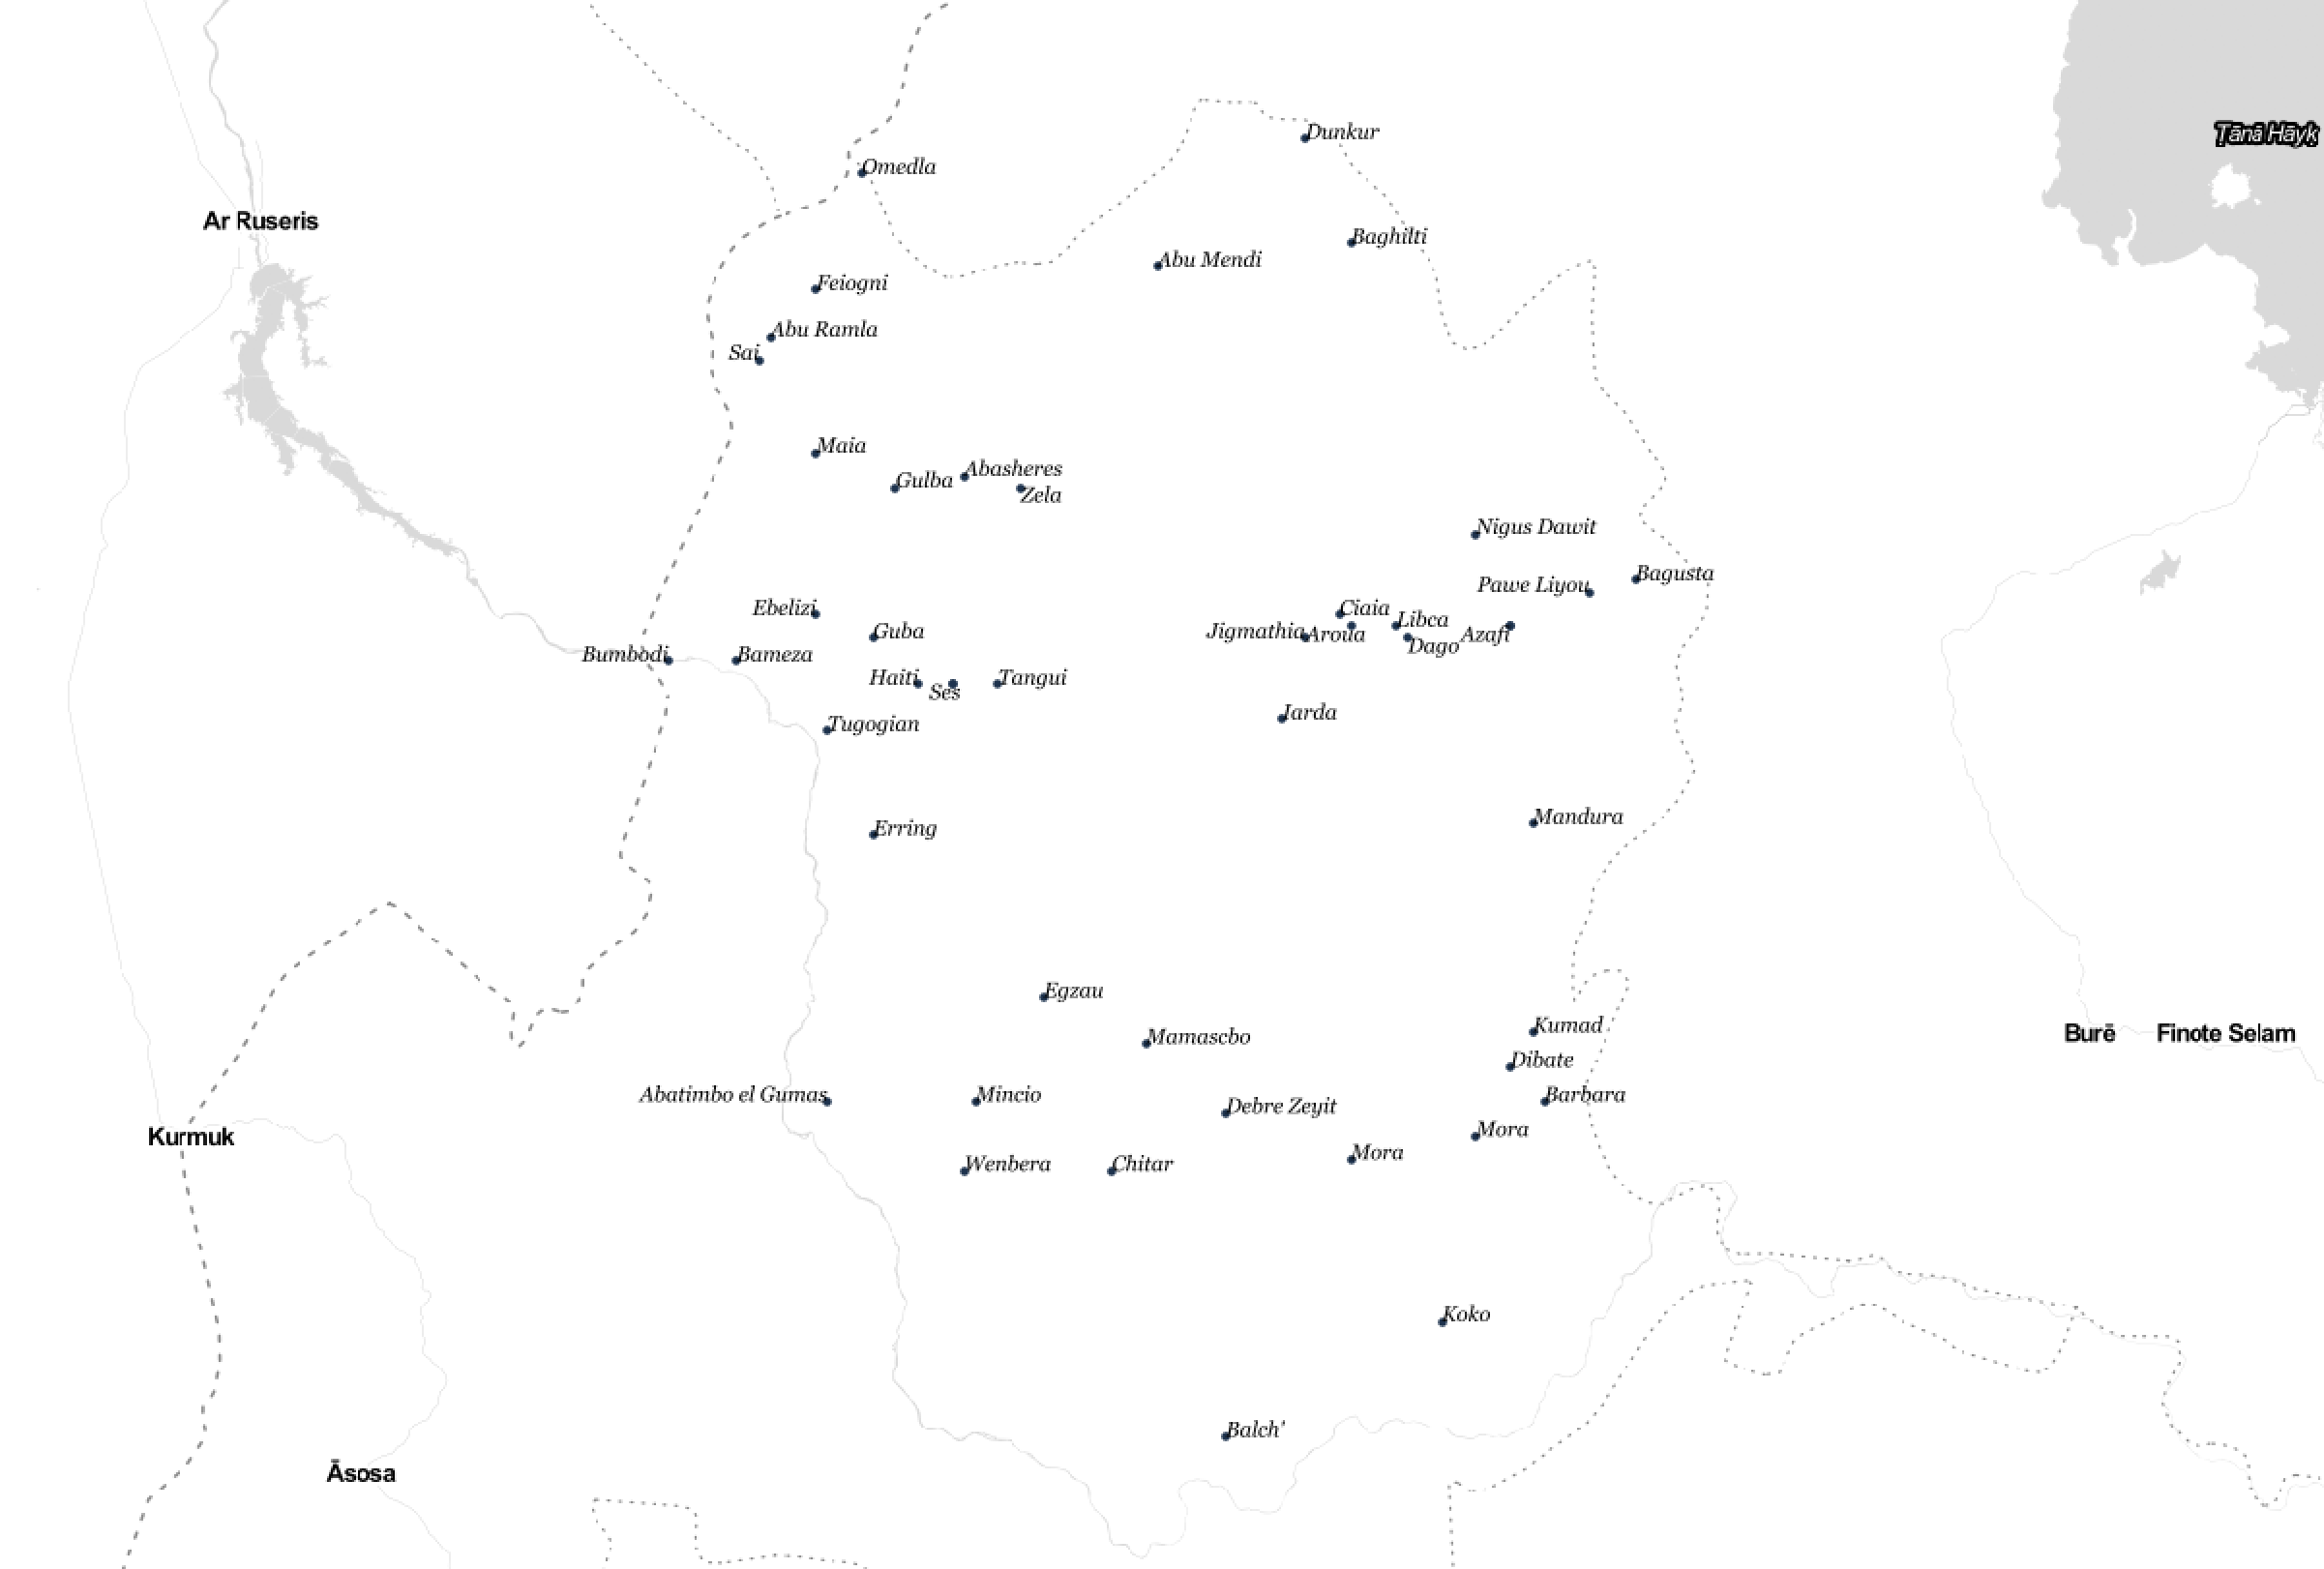 Dunkur
Ṭānā Hāyk
Omedla
Ar Ruseris
Baghilti
Abu Mendi
Feiogni
Abu Ramla
Sai
Maia
Abasheres
Gulba
Zela
Nigus Dawit
Bagusta
Pawe Liyou
Ebelizi
Ciaia
Libca
Guba
Jigmathia
Aroua
Azafi
Dago
Bumbodi
Bameza
Haiti
Ses
Tangui
Jarda
Tugogian
Mandura
Erring
Egzau
Kumad
Burē
Finote Selam
Mamascbo
Dibate
Abatimbo el Gumas
Mincio
Barbara
Debre Zeyit
Mora
Kurmuk
Mora
Wenbera
Chitar
Koko
Balch'
Āsosa